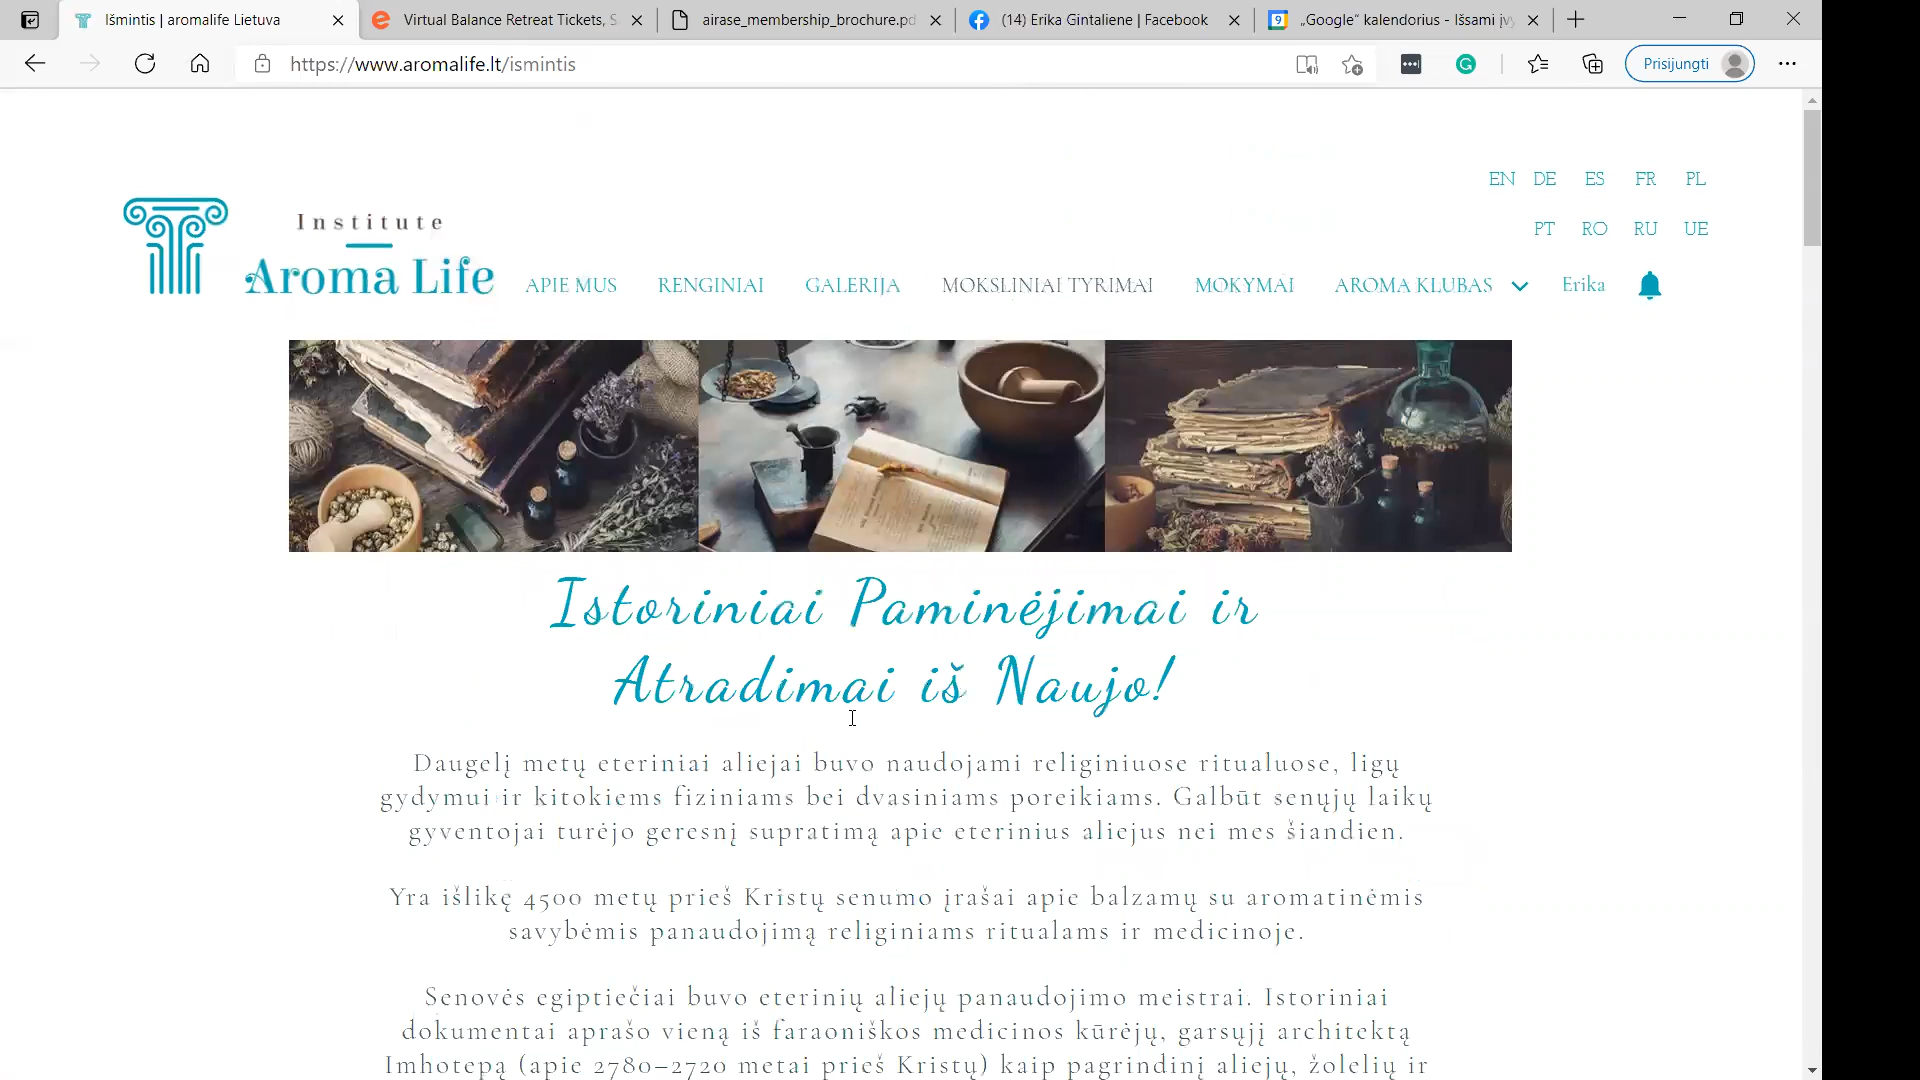 Išmintis | aromalife Lietuva
Virtual Balance Retreat Tickets, S
airase_membership_brochure.pd
(14) Erika Gintaliene | Facebook
„Google“ kalendorius - Išsami įv
https://www.aromalife.lt/ismintis
Prisijungti
EN DE ES FR PL
PT RO RU UE
Institute
Aroma Life
APIE MUS RENGINIAI GALERIJA MOKSLINIAI TYRIMAI MOKYMAI AROMA KLUBAS Erika
Istoriniai Paminėjimai ir
Atradimai iš Naujo!
Daugelį metų eteriniai aliejai buvo naudojami religiniuose ritualuose, ligų
gydymui ir kitokiems fiziniams bei dvasiniams poreikiams. Galbūt senųjų laikų
gyventojai turėjo geresnį supratimą apie eterinius aliejus nei mes šiandien.
Yra išlikę 4500 metų prieš Kristų senumo įrašai apie balzamų su aromatinėmis
savybėmis panaudojimą religiniams ritualams ir medicinoje.
Senovės egiptiečiai buvo eterinių aliejų panaudojimo meistrai. Istoriniai
dokumentai aprašo vieną iš faraoniškos medicinos kūrėjų, garsųjį architektą
Imhotepą (apie 2780–2720 metai prieš Kristų) kaip pagrindinį aliejų, žolelių ir